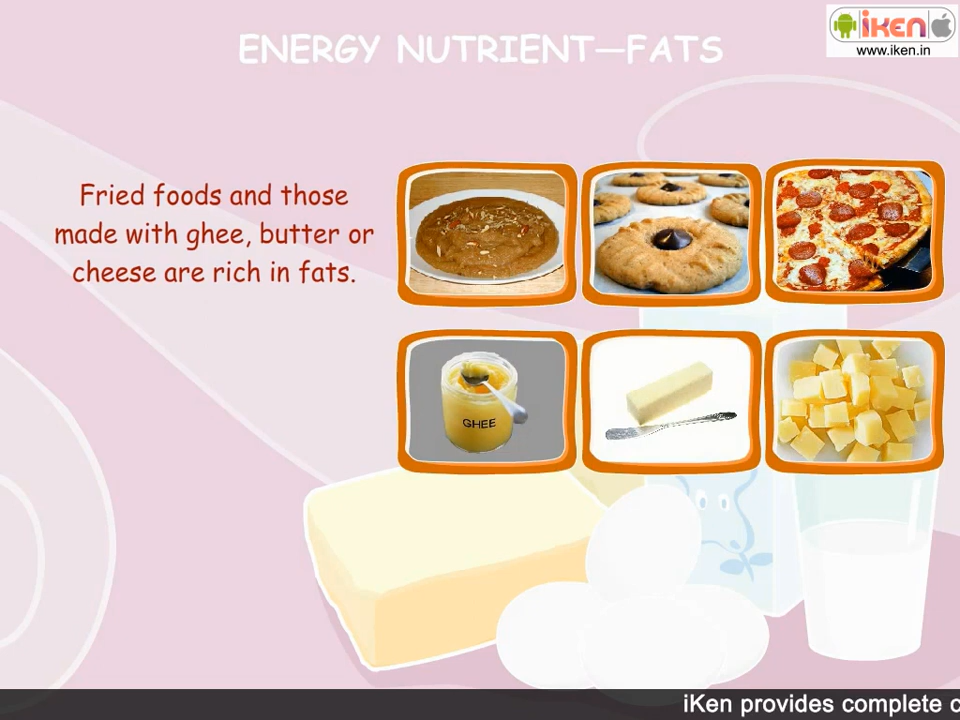 ENERGY NUTRIENT—FATS
iken
www.iken.in
Fried foods and those
made with ghee, butter or
cheese are rich in fats.
GHEE
iKen provides complete c